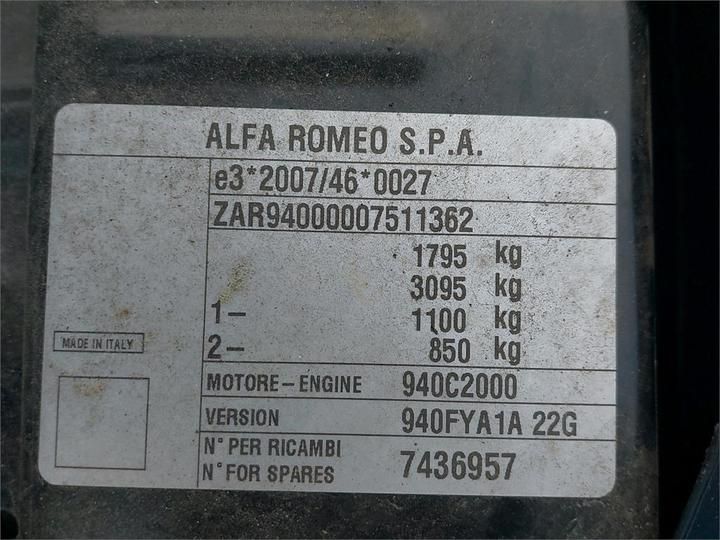 ALFA ROMEO S.P.A.
e3*2007/46*0027
ZAR94000007511362
1795 kg
3095 kg
1– 1100 kg
2– 850 kg
MADE IN ITALY
MOTORE–ENGINE 940C2000
VERSION 940FYA1A 22G
N° PER RICAMBI
N° FOR SPARES 7436957